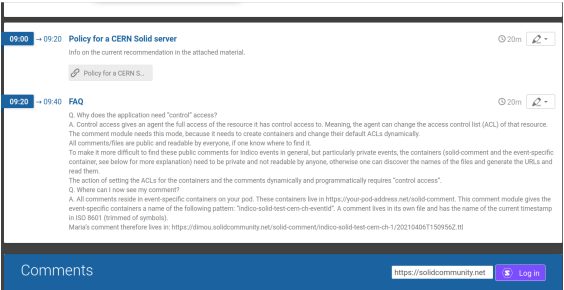 09:00 → 09:20 Policy for a CERN Solid server 20m
Info on the current recommendation in the attached material.
Policy for a CERN S...
09:20 → 09:40 FAQ 20m
Q. Why does the application need "control" access?
A. Control access gives an agent the full access of the resource it has control access to. Meaning, the agent can change the access control list (ACL) of that resource.
The comment module needs this mode, because it needs to create containers and change their default ACLs dynamically.
All comments/files are public and readable by everyone, if one know where to find it.
To make it more difficult to find these public comments for Indico events in general, but particularly private events, the containers (solid-comment and the event-specific
container, see below for more explanation) need to be private and not readable by anyone, otherwise one can discover the names of the files and generate the URLs and
read them.
The action of setting the ACLs for the containers and the comments dynamically and programmatically requires "control access".
Q. Where can I now see my comment?
A. All comments reside in event-specific containers on your pod. These containers live in https://your-pod-address.net/solid-comment. This comment module gives the
event-specific containers a name of the following pattern: "indico-solid-test-cern-ch-eventId". A comment lives in its own file and has the name of the current timestamp
in ISO 8601 (trimmed of symbols).
Maria's comment therefore lives in: https://dimou.solidcommunity.net/solid-comment/indico-solid-test-cern-ch-1/20210406T150956Z.ttl
Comments https://solidcommunity.net Log in